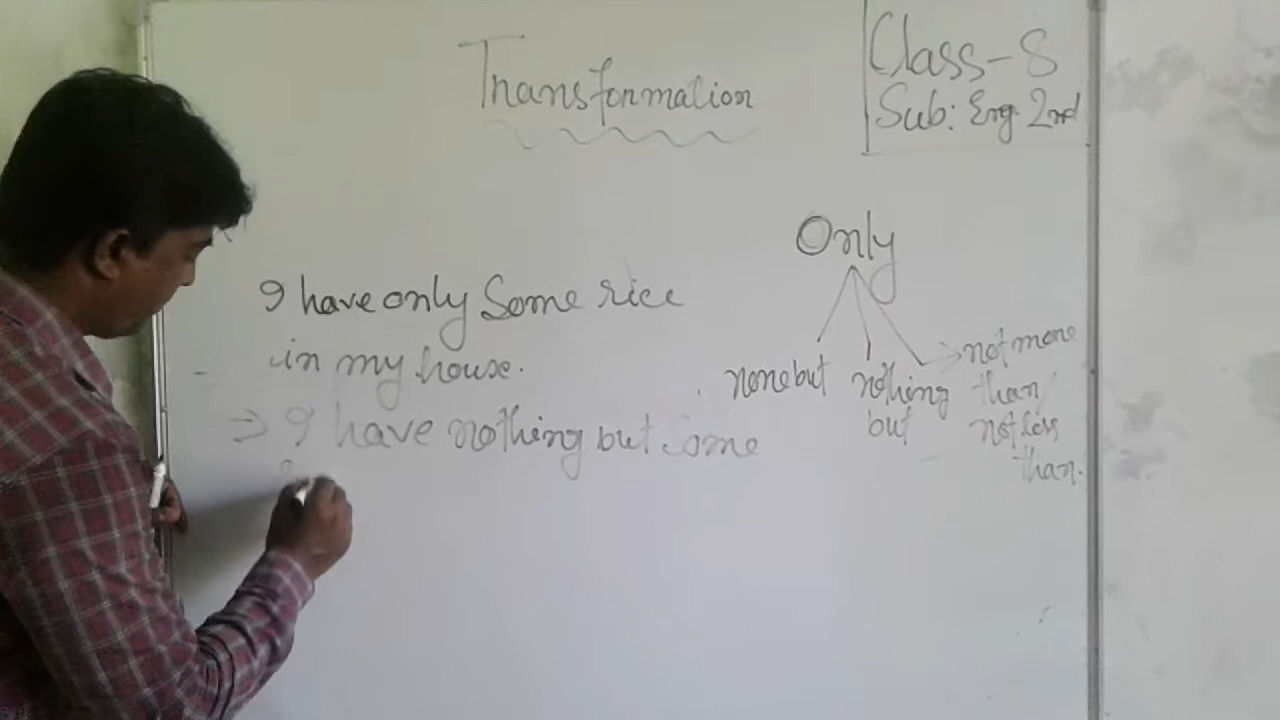 Transformation
Class-8
Sub: Eng. 2nd
Only
none but
nothing
but
not more
than
not less
than.
I have only Some rice
in my house.
⇒ I have nothing but some